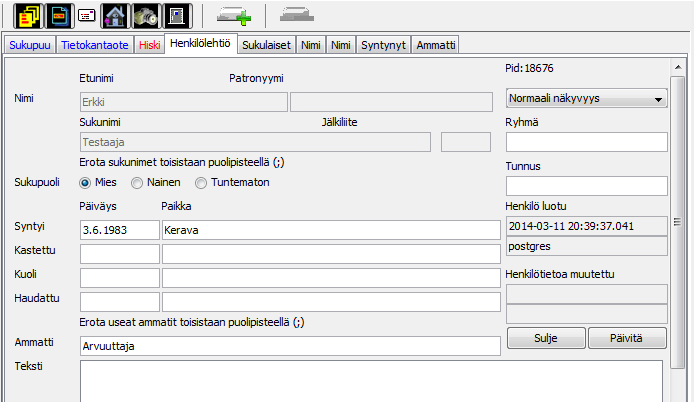 Sukupuu Tietokantaote Hiski Henkilölehtiö Sukulaiset Nimi Nimi Syntynyt Ammatti
Pid:18676
Etunimi Patronyymi
Nimi Erkki Normaali näkyvyys
Sukunimi Jälkiliite Ryhmä
Testaaja
Erota sukunimet toisistaan puolipisteellä (;) Tunnus
Sukupuoli Mies Nainen Tuntematon
Päiväys Paikka Henkilö luotu
Syntyi 3.6.1983 Kerava 2014-03-11 20:39:37.041
Kastettu postgres
Kuoli Henkilötietoa muutettu
Haudattu
Erota useat ammatit toisistaan puolipisteellä (;)
Sulje Päivitä
Ammatti Arvuuttaja
Teksti